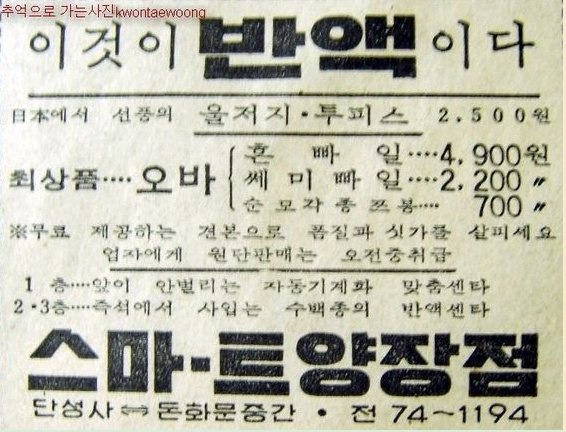 추억으로 가는사진kwontaewoong
이것이 반액 이다
日本에서 선풍의 울저지·투피스 2.500원
최상품‥‥오바
혼 빠 일‥‥4,900원
쎄미빠일‥‥2,200 〃
순모각종쯔봉‥‥ 700 〃
※무료 제공하는 견본으로 품질과 싯가를 살피세요
업자에게 원단판매는 오전중취급
1 층‥‥앞이 안벌리는 자동기계화 맞춤센타
2·3층‥‥즉석에서 사입는 수백종의 반액센타
스마-트양장점
단성사⇔돈화문중간 · 전 74~1194